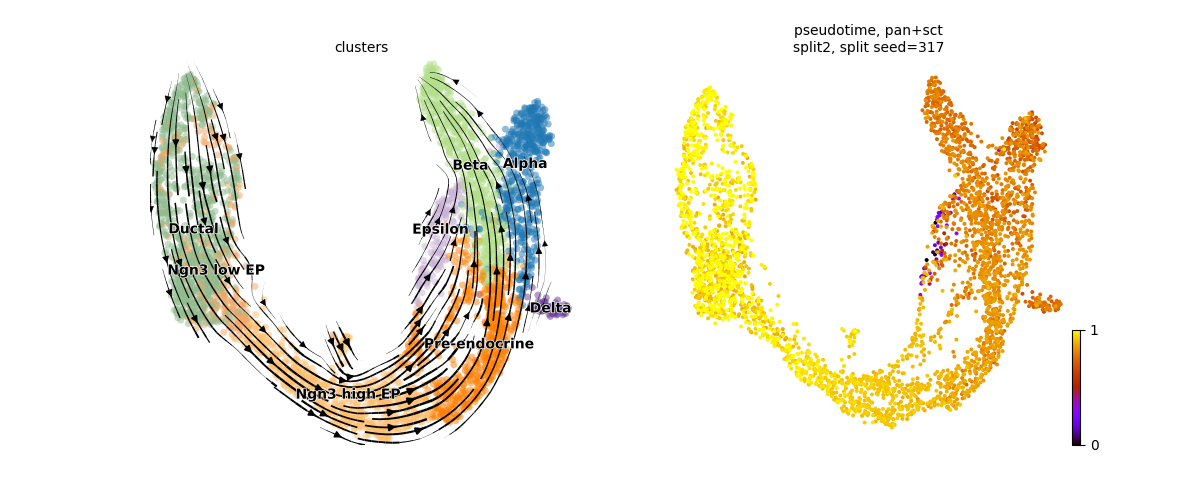 clusters
pseudotime, pan+sct
split2, split seed=317
Beta
Alpha
Ductal
Epsilon
Ngn3 low EP
Delta
Pre-endocrine
Ngn3 high EP
1
0